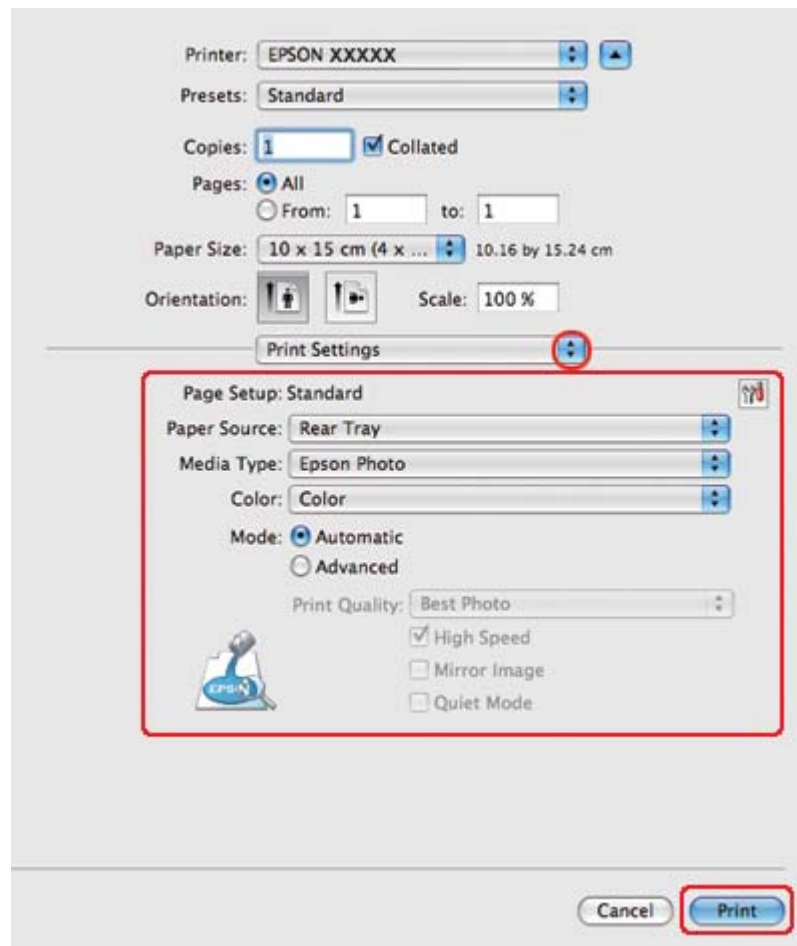 Printer: EPSON XXXXX
Presets: Standard
Copies: 1 Collated
Pages: All
From: 1 to: 1
Paper Size: 10 x 15 cm (4 x ... 10.16 by 15.24 cm
Orientation: Scale: 100 %
Print Settings
Page Setup: Standard
Paper Source: Rear Tray
Media Type: Epson Photo
Color: Color
Mode: Automatic
Advanced
Print Quality: Best Photo
High Speed
Mirror Image
EPSON
Quiet Mode
Cancel Print